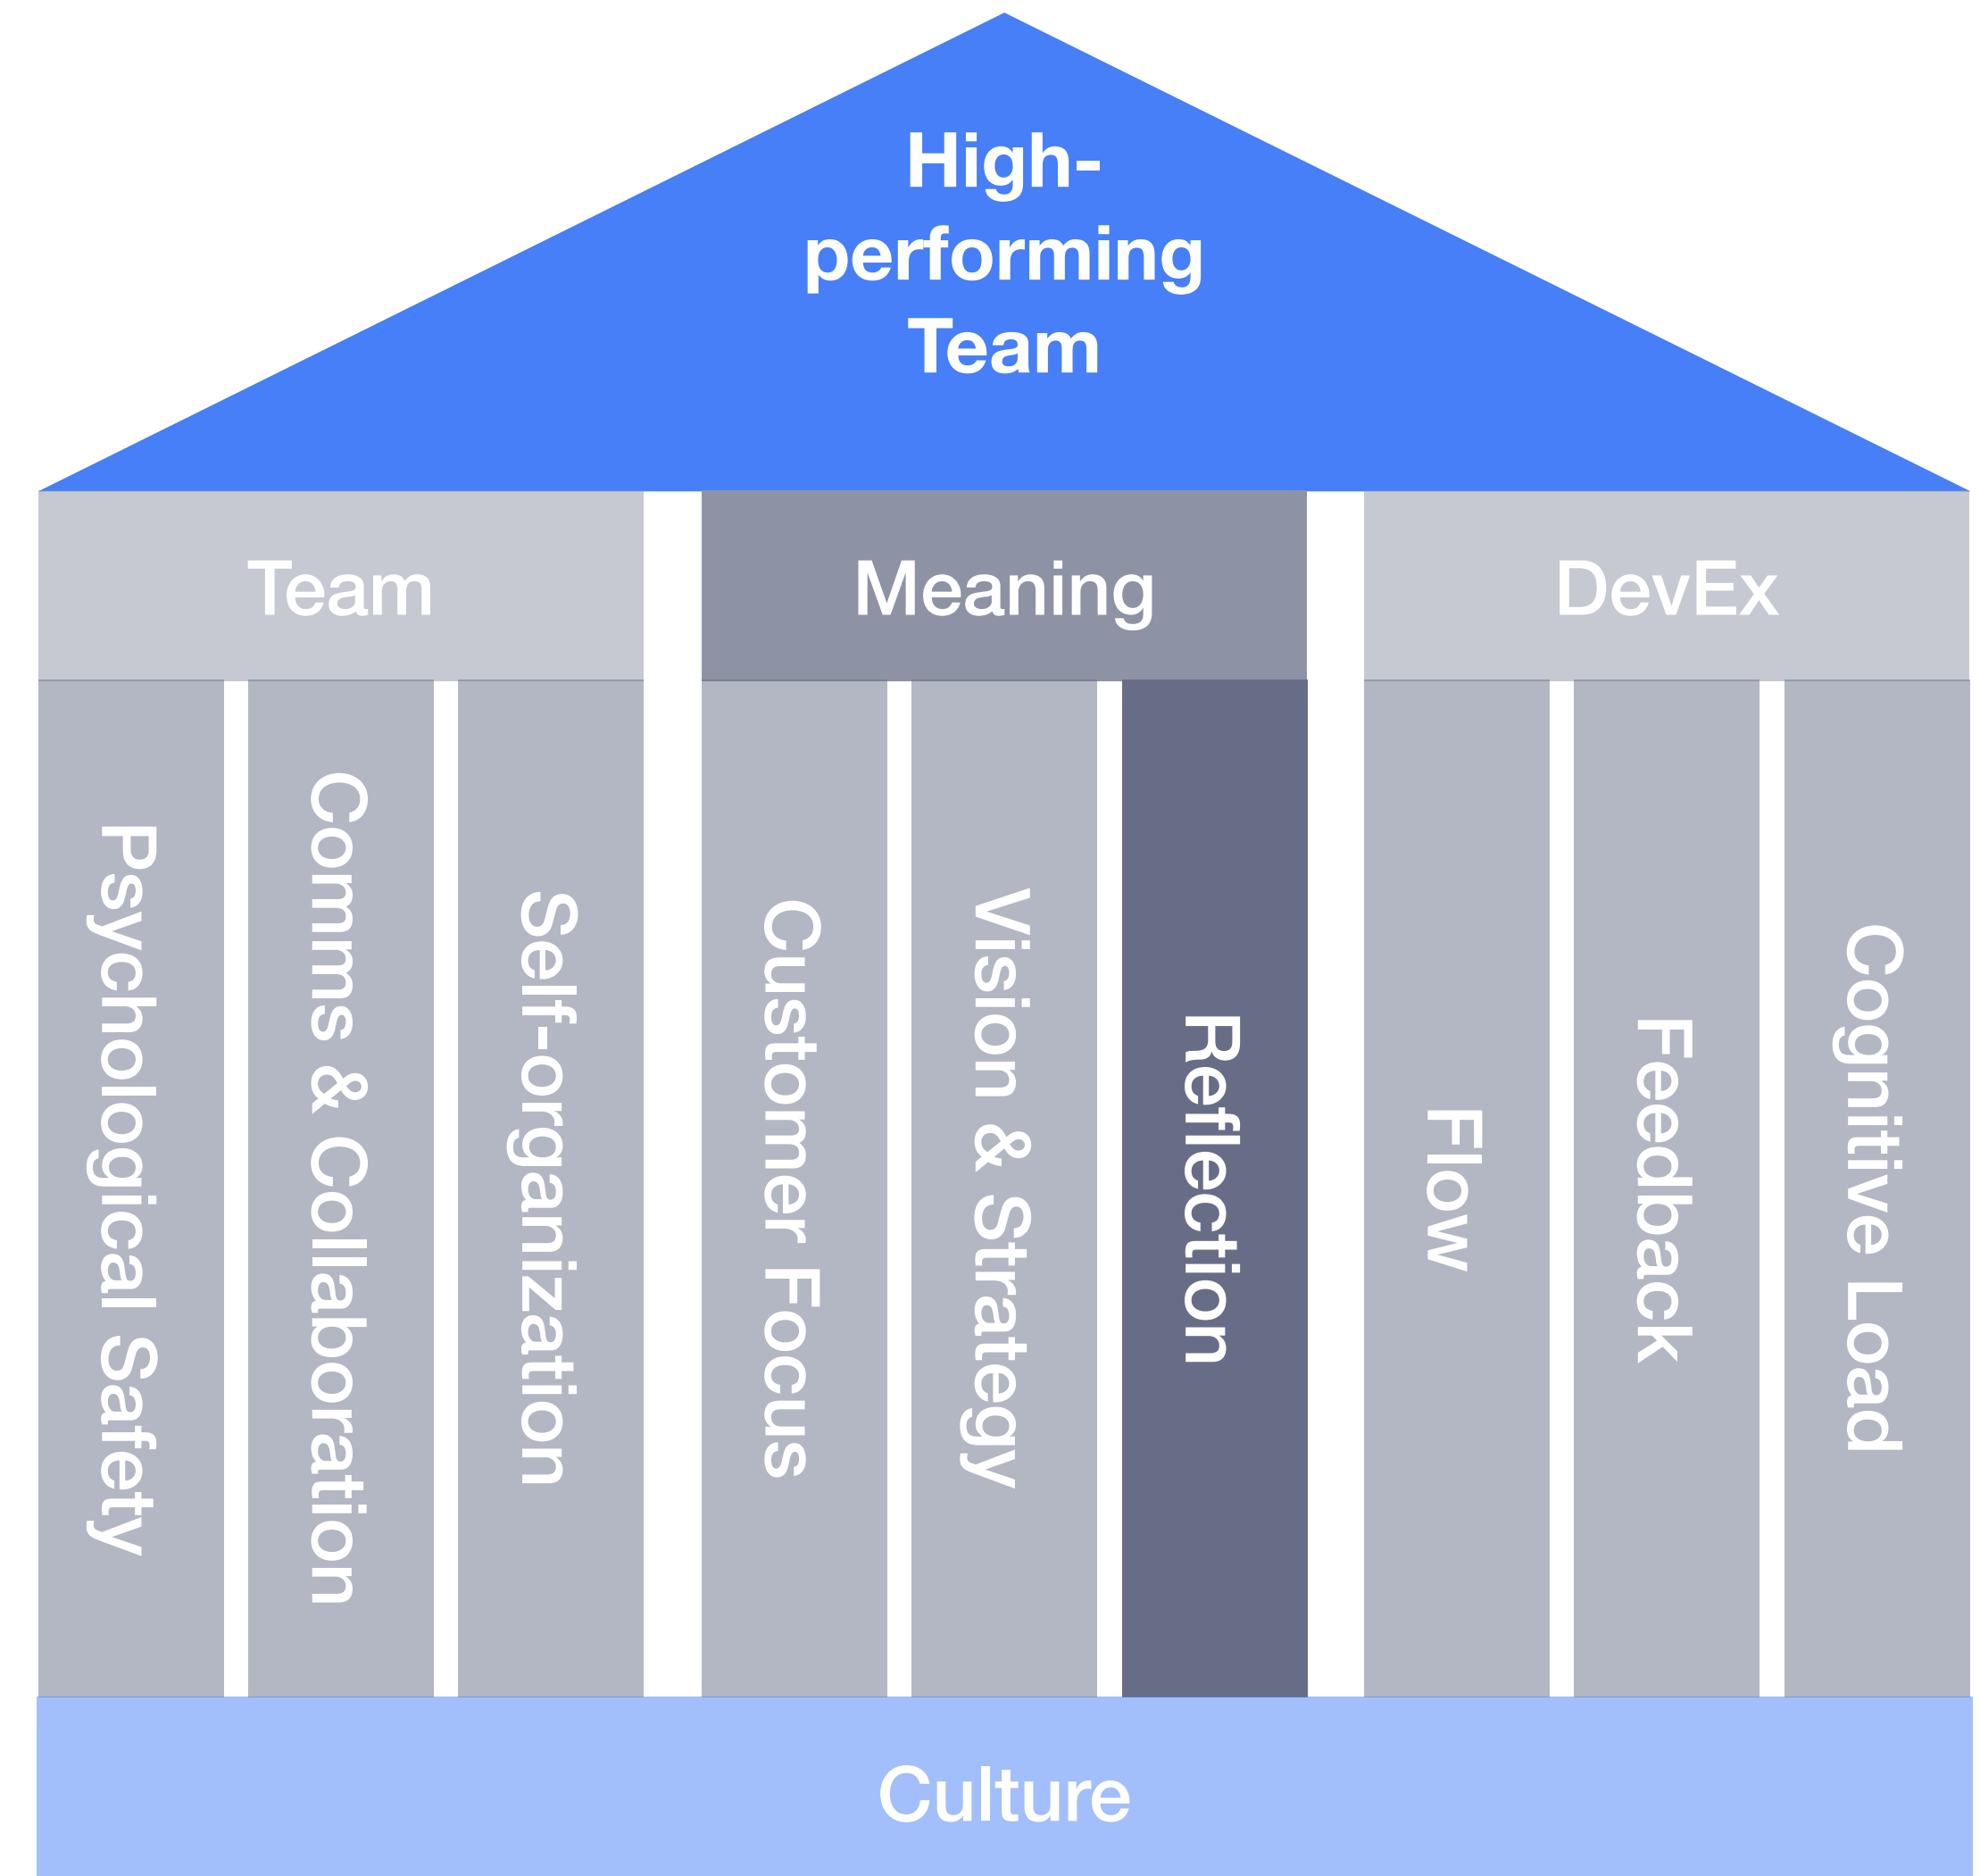 High-
performing
Team
Team
Meaning
DevEx
Psychological Safety
Comms & Collaboration
Self-organization
Customer Focus
Vision & Strategy
Reflection
Flow
Feedback
Cognitive Load
Culture